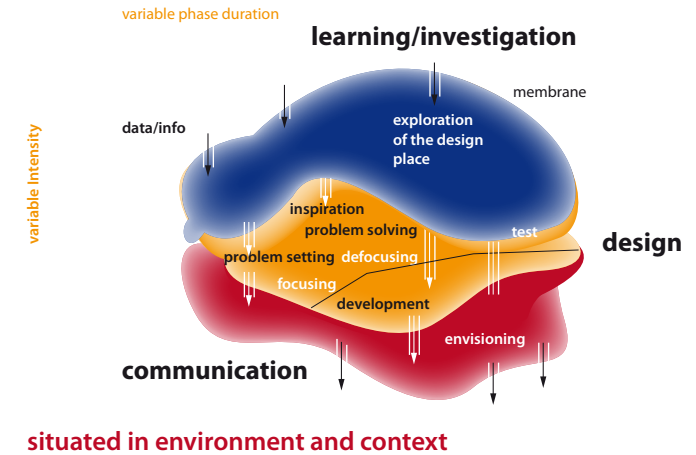 variable phase duration
learning/investigation
membrane
data/info
exploration
of the design
place
variable Intensity
inspiration
problem solving
test
design
problem setting
defocusing
focusing
development
envisioning
communication
situated in environment and context